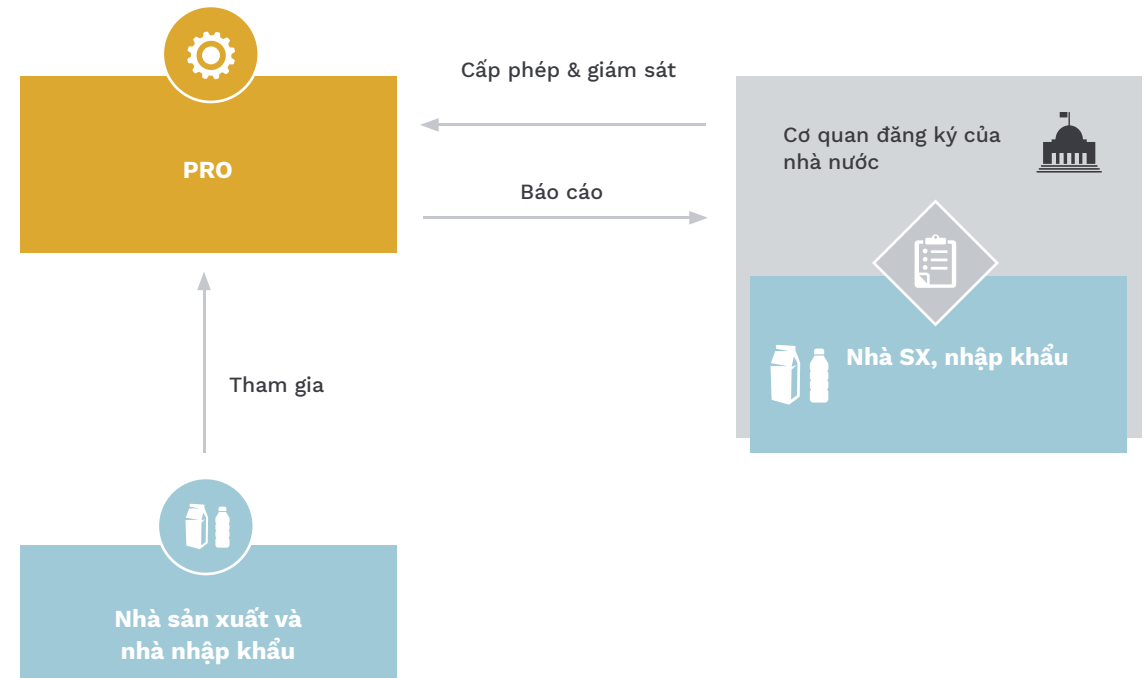 Cấp phép & giám sát
PRO
Báo cáo
Cơ quan đăng ký của
nhà nước
Nhà SX, nhập khẩu
Tham gia
Nhà sản xuất và
nhà nhập khẩu